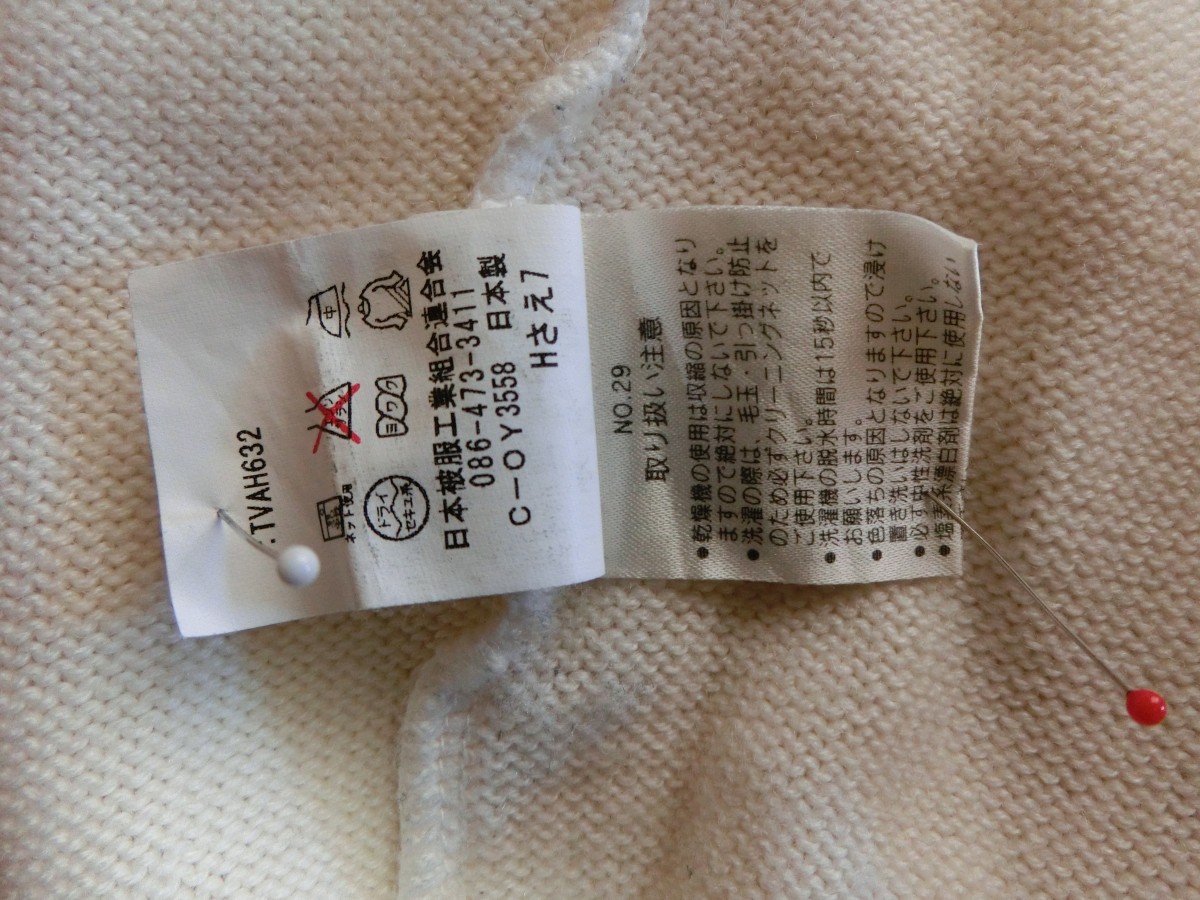 .TVAH632
中
エンソサラシ
ネット使用
ドライ
セキユ系
日本被服工業組合連合会
086-473-3411
C-OY3558 日本製
Hさえ7
NO.29
取り扱い注意
●乾燥機の使用は収縮の原因となり
ますので絶対にしないで下さい。
●洗濯の際は、毛玉・引っ掛け防止
のため必ずクリーニングネットを
ご使用下さい。
●洗濯機の脱水時間は15秒以内で
お願いします。
●色落ちの原因となりますので浸け
置き洗いはしないで下さい。
●必ず中性洗剤をご使用下さい。
●塩素系漂白剤は絶対に使用しない